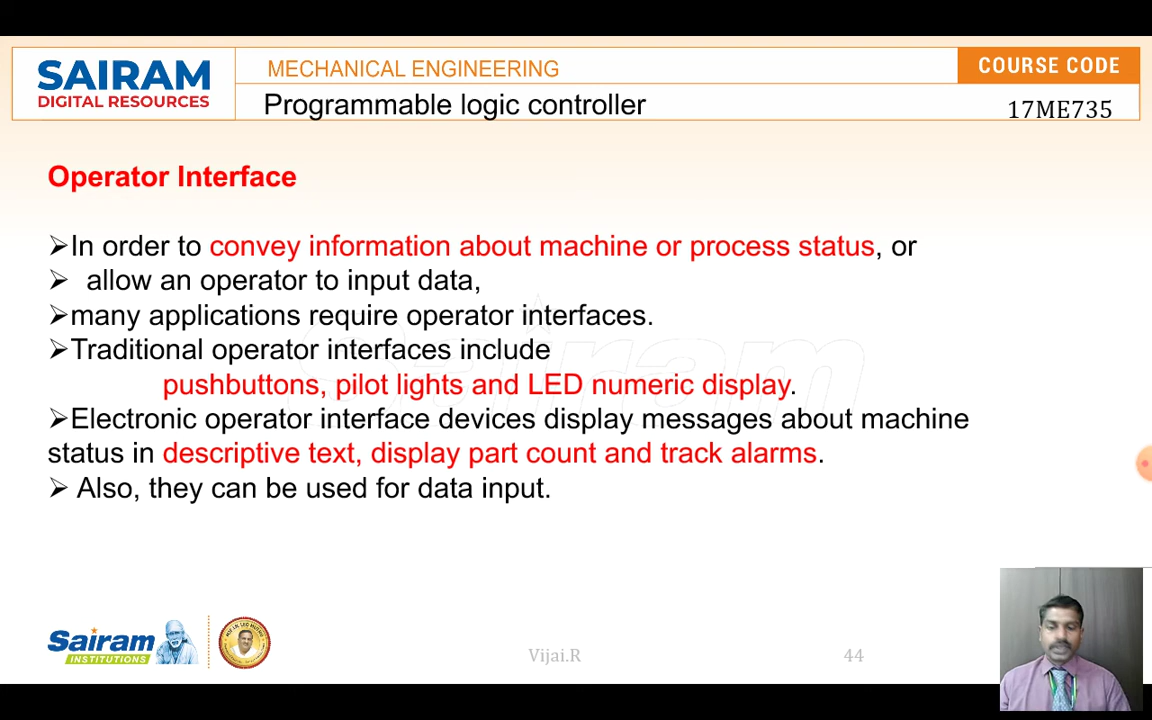 SAIRAM
DIGITAL RESOURCES
MECHANICAL ENGINEERING
COURSE CODE
Programmable logic controller
17ME735
Operator Interface
➢In order to convey information about machine or process status, or
➢ allow an operator to input data,
➢many applications require operator interfaces.
➢Traditional operator interfaces include
pushbuttons, pilot lights and LED numeric display.
➢Electronic operator interface devices display messages about machine
status in descriptive text, display part count and track alarms.
➢ Also, they can be used for data input.
Sairam
Sairam
INSTITUTIONS
Vijai.R
44